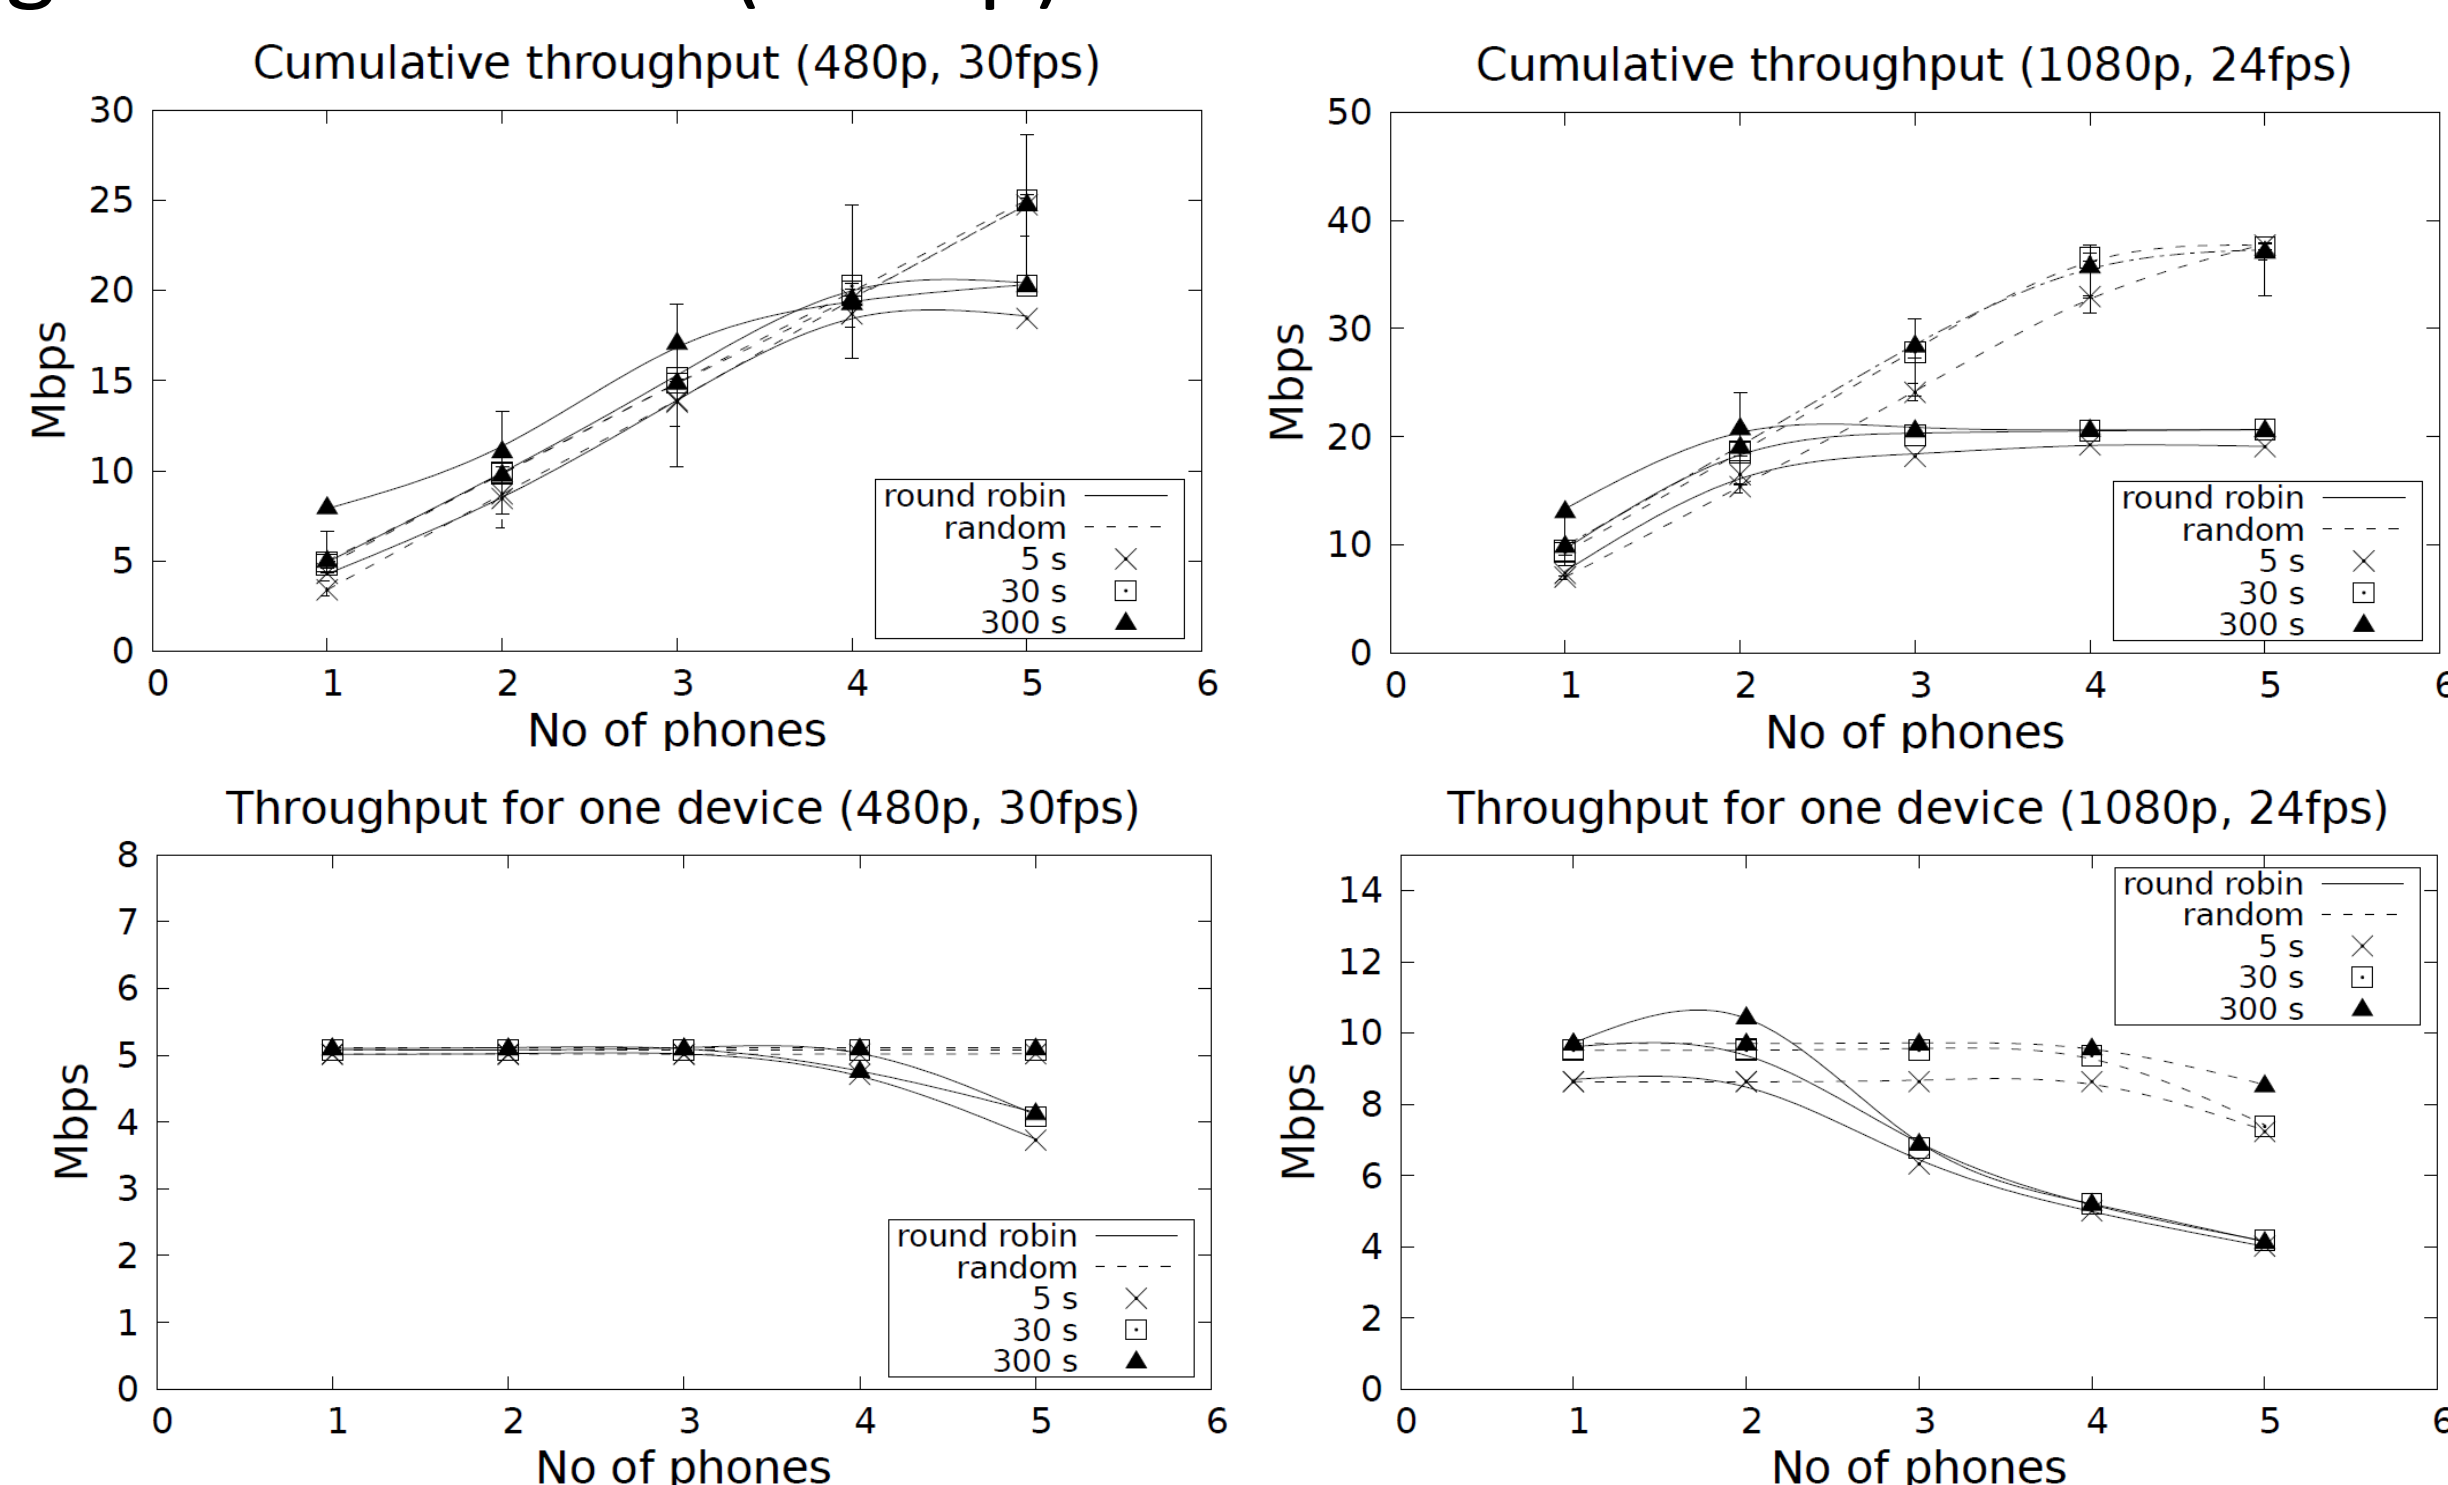 Cumulative throughput (480p, 30fps)
30
25
20
15
10
5
0
Mbps
0 1 2 3 4 5 6
No of phones
round robin
random
5 s
30 s
300 s
Cumulative throughput (1080p, 24fps)
50
40
30
20
10
0
Mbps
0 1 2 3 4 5 6
No of phones
round robin
random
5 s
30 s
300 s
Throughput for one device (480p, 30fps)
8
7
6
5
4
3
2
1
0
Mbps
0 1 2 3 4 5 6
No of phones
round robin
random
5 s
30 s
300 s
Throughput for one device (1080p, 24fps)
14
12
10
8
6
4
2
0
Mbps
0 1 2 3 4 5 6
No of phones
round robin
random
5 s
30 s
300 s